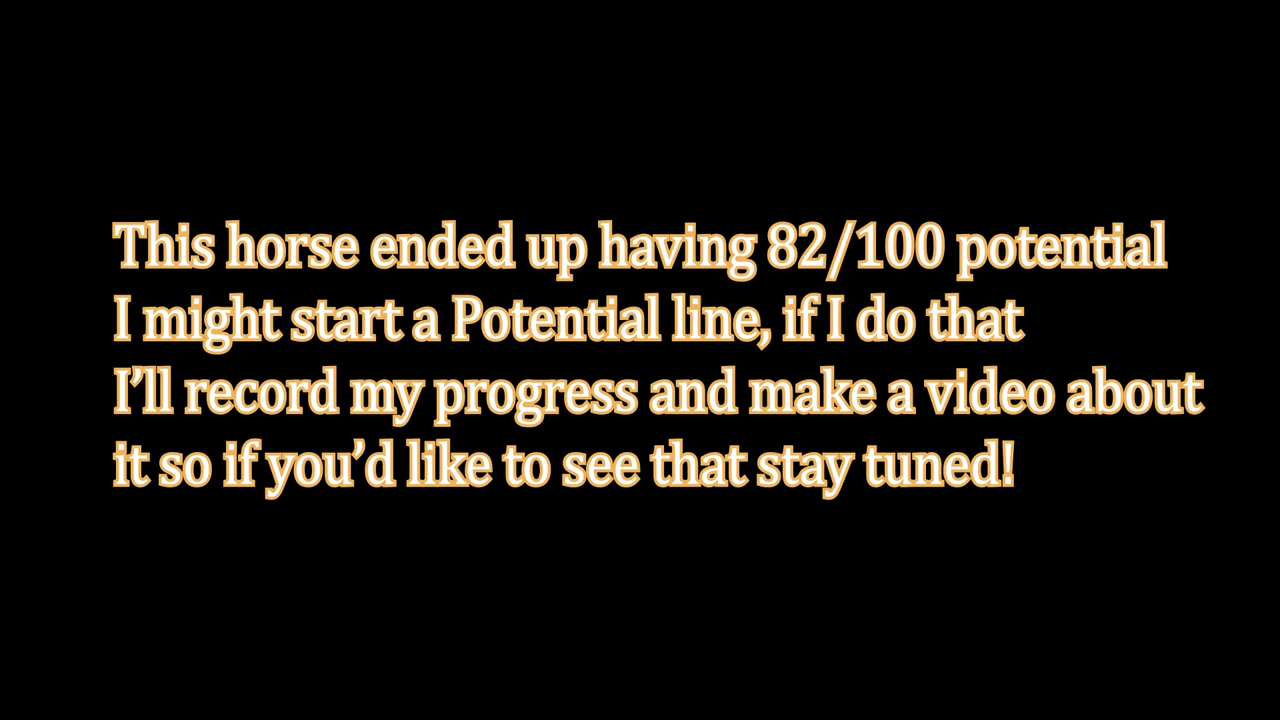 This horse ended up having 82/100 potential
I might start a Potential line, if I do that
I’ll record my progress and make a video about
it so if you’d like to see that stay tuned!